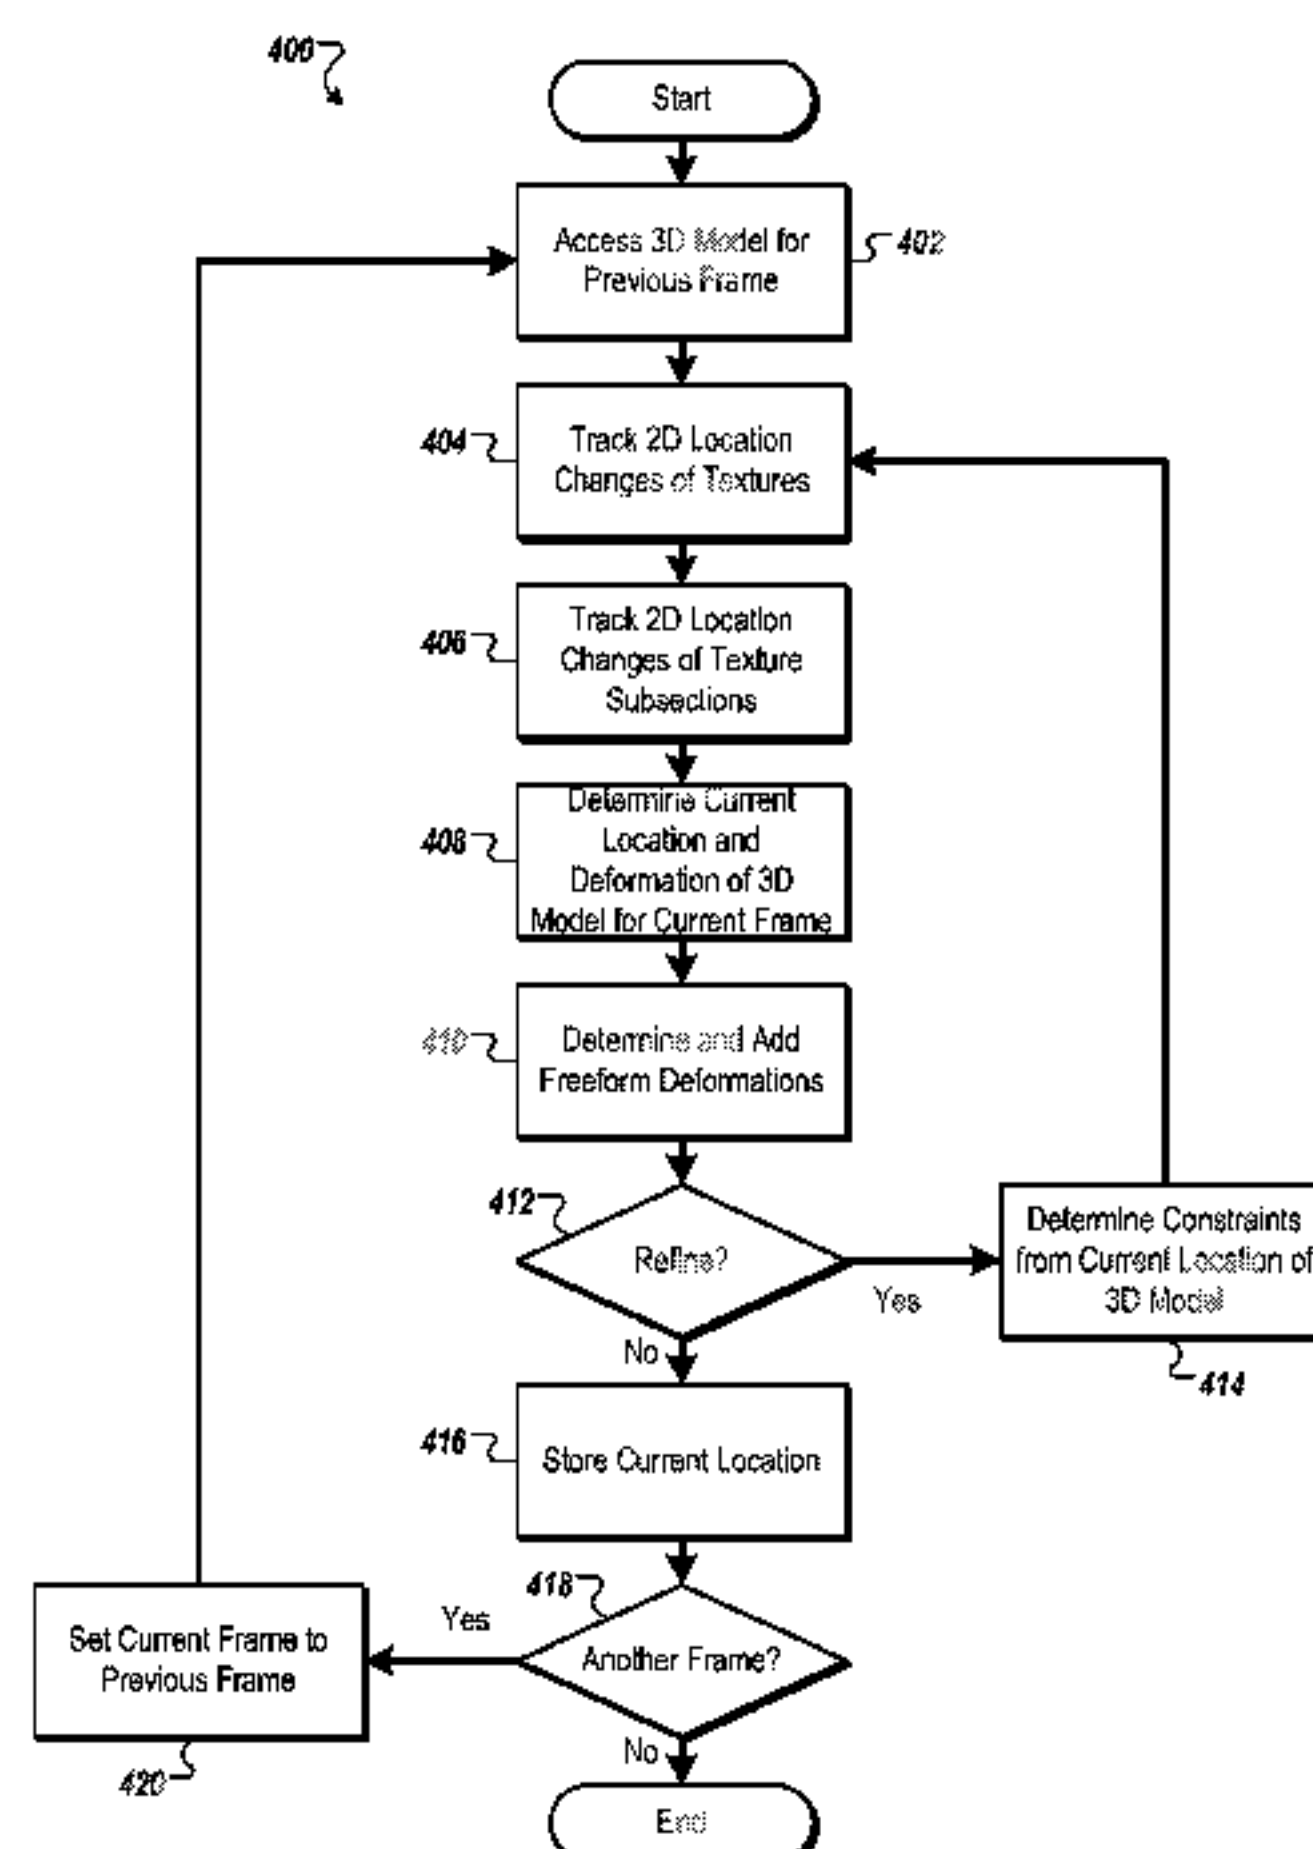 400
Start
Access 3D Model for
Previous Frame
402
404
Track 2D Location
Changes of Textures
406
Track 2D Location
Changes of Texture
Subsections
408
Determine Current
Location and
Deformation of 3D
Model for Current Frame
410
Determine and Add
Freeform Deformations
412
Refine?
Yes
No
Determine Constraints
from Current Location of
3D Model
414
416
Store Current Location
418
Another Frame?
Yes
No
Set Current Frame to
Previous Frame
420
End